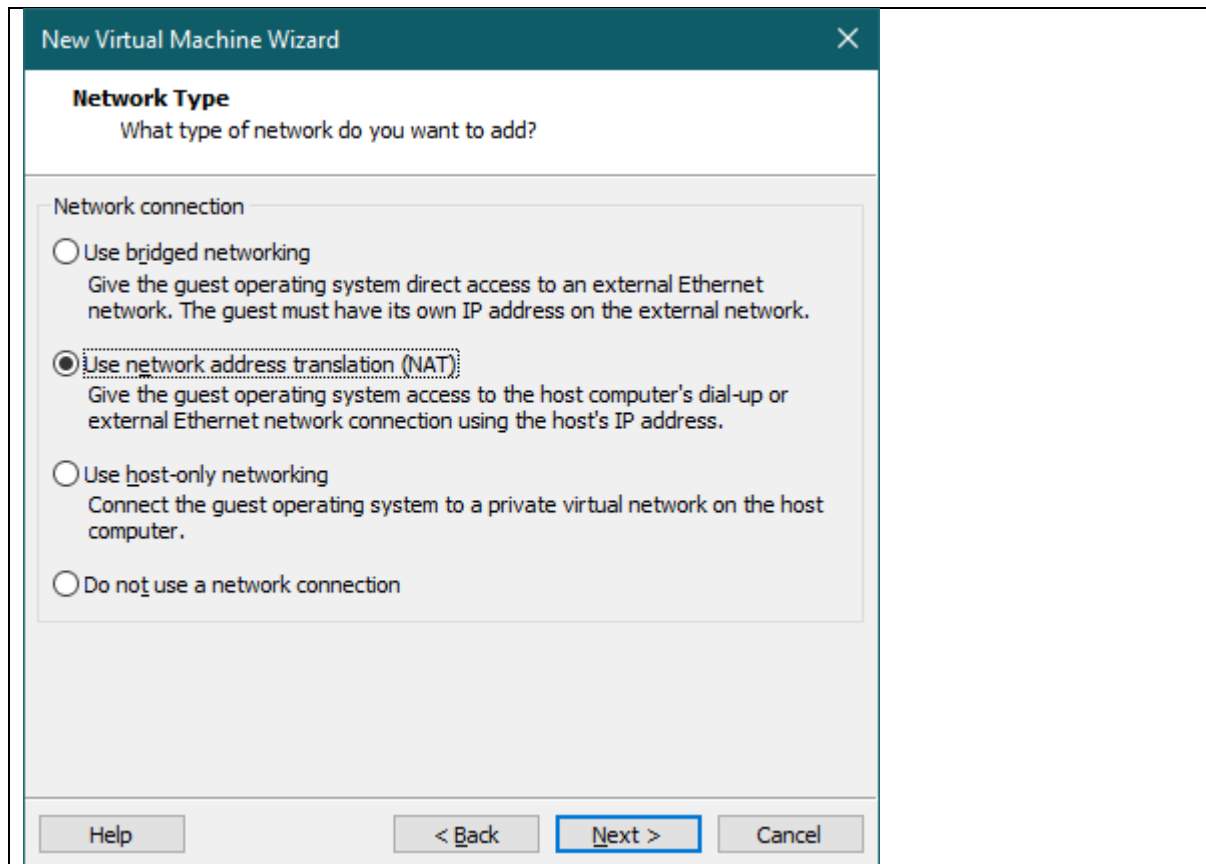 New Virtual Machine Wizard
Network Type
What type of network do you want to add?
Network connection
Use bridged networking
Give the guest operating system direct access to an external Ethernet
network. The guest must have its own IP address on the external network.
Use network address translation (NAT)
Give the guest operating system access to the host computer's dial-up or
external Ethernet network connection using the host's IP address.
Use host-only networking
Connect the guest operating system to a private virtual network on the host
computer.
Do not use a network connection
Help
< Back
Next >
Cancel